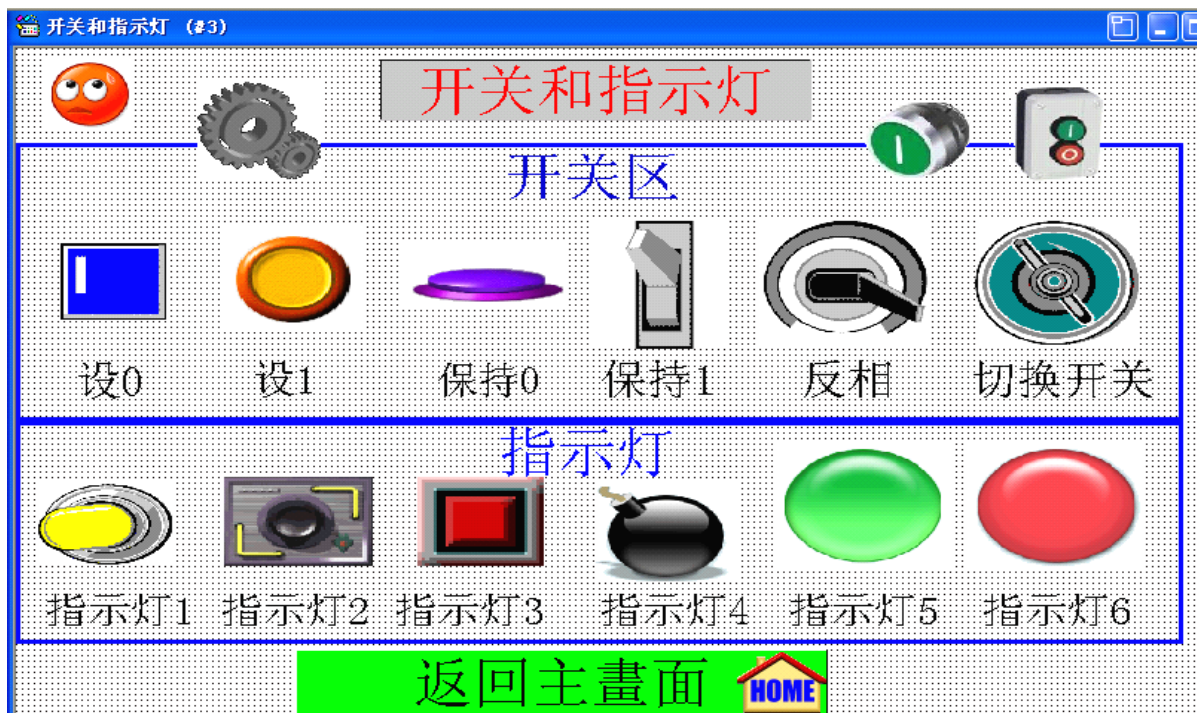 开关和指示灯 (#3)
开关和指示灯
开关区
设0 设1 保持0 保持1 反相 切换开关
指示灯
指示灯1 指示灯2 指示灯3 指示灯4 指示灯5 指示灯6
返回主畫面 HOME